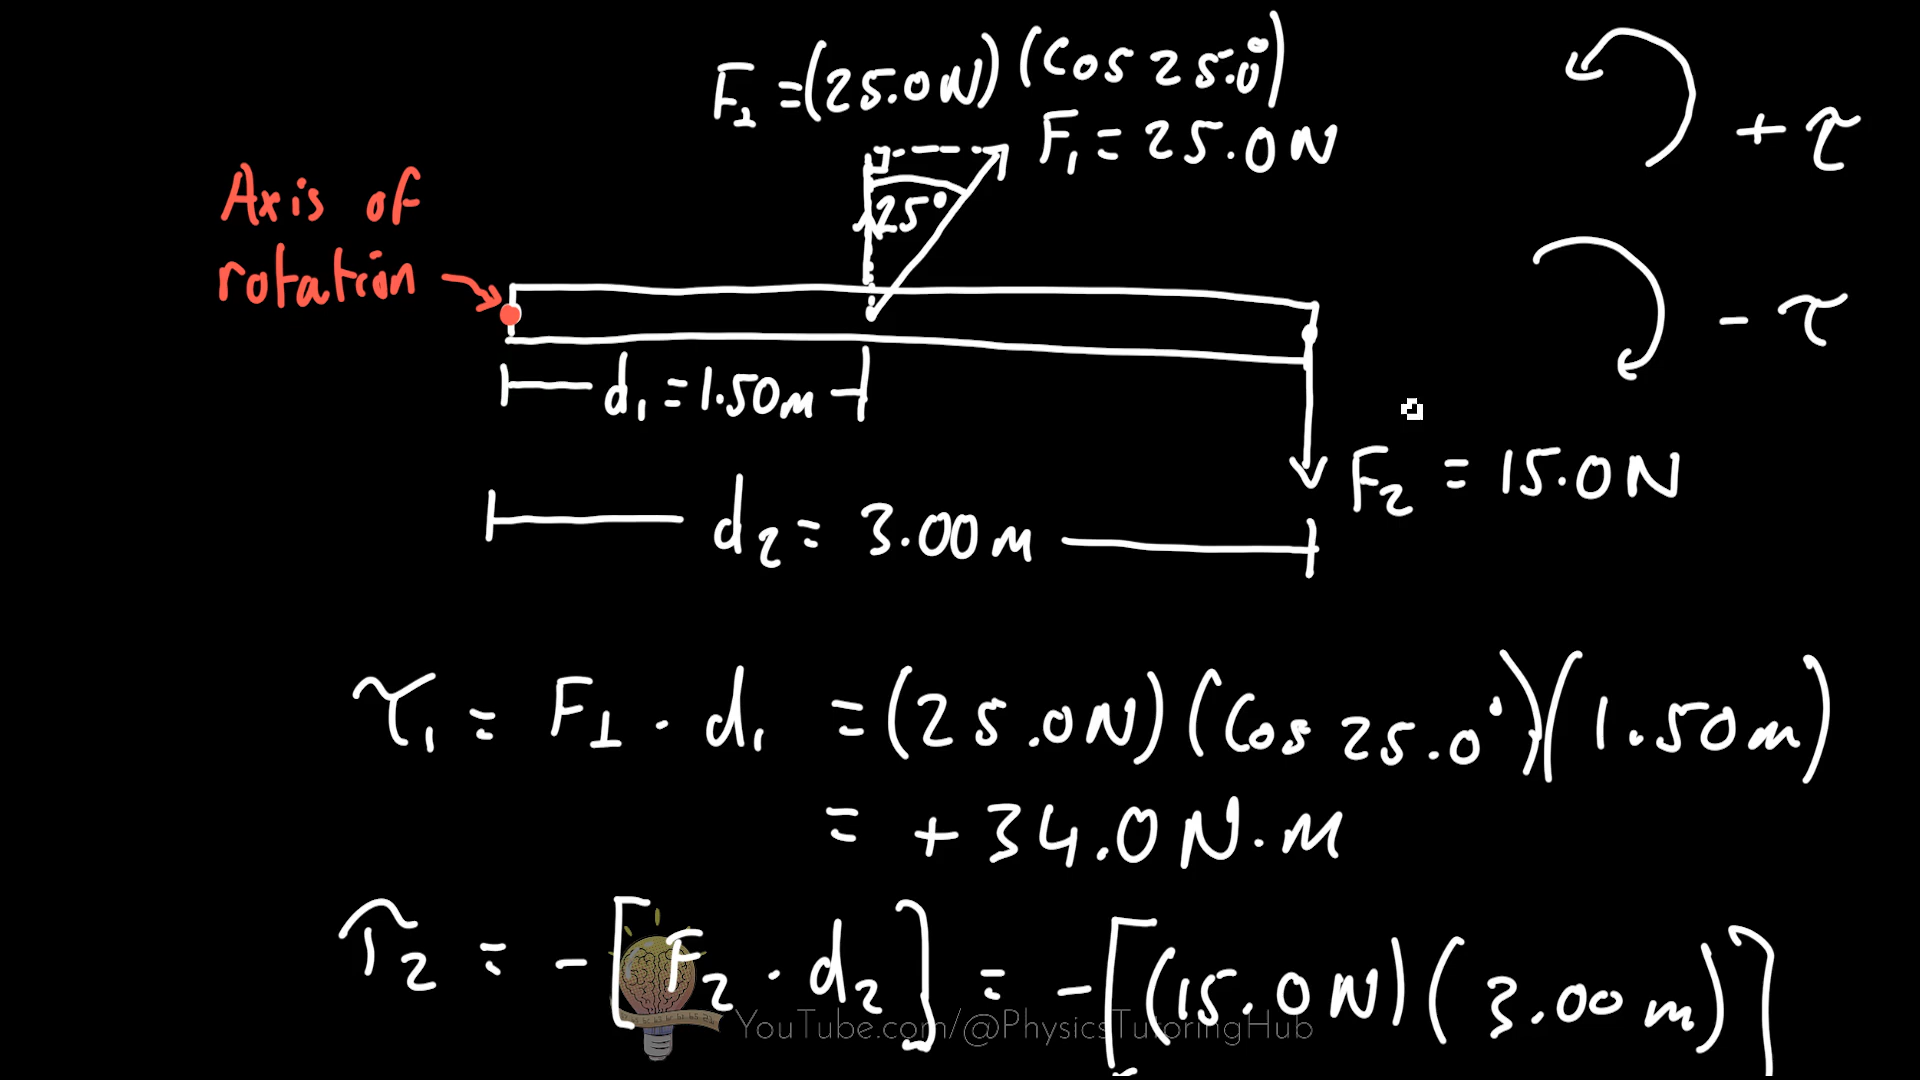 F⊥ = (25.0N)(Cos 25.0°)
F₁ = 25.0N
+ τ
Axis of
rotation
25°
- τ
d₁ = 1.50m
F₂ = 15.0N
d₂ = 3.00m
τ₁ = F⊥ · d₁ = (25.0N)(Cos 25.0°)(1.50m)
= +34.0 N·m
τ₂ = -[F₂ · d₂] = -[(15.0N)(3.00m)]
YouTube.com/@PhysicsTutoringHub